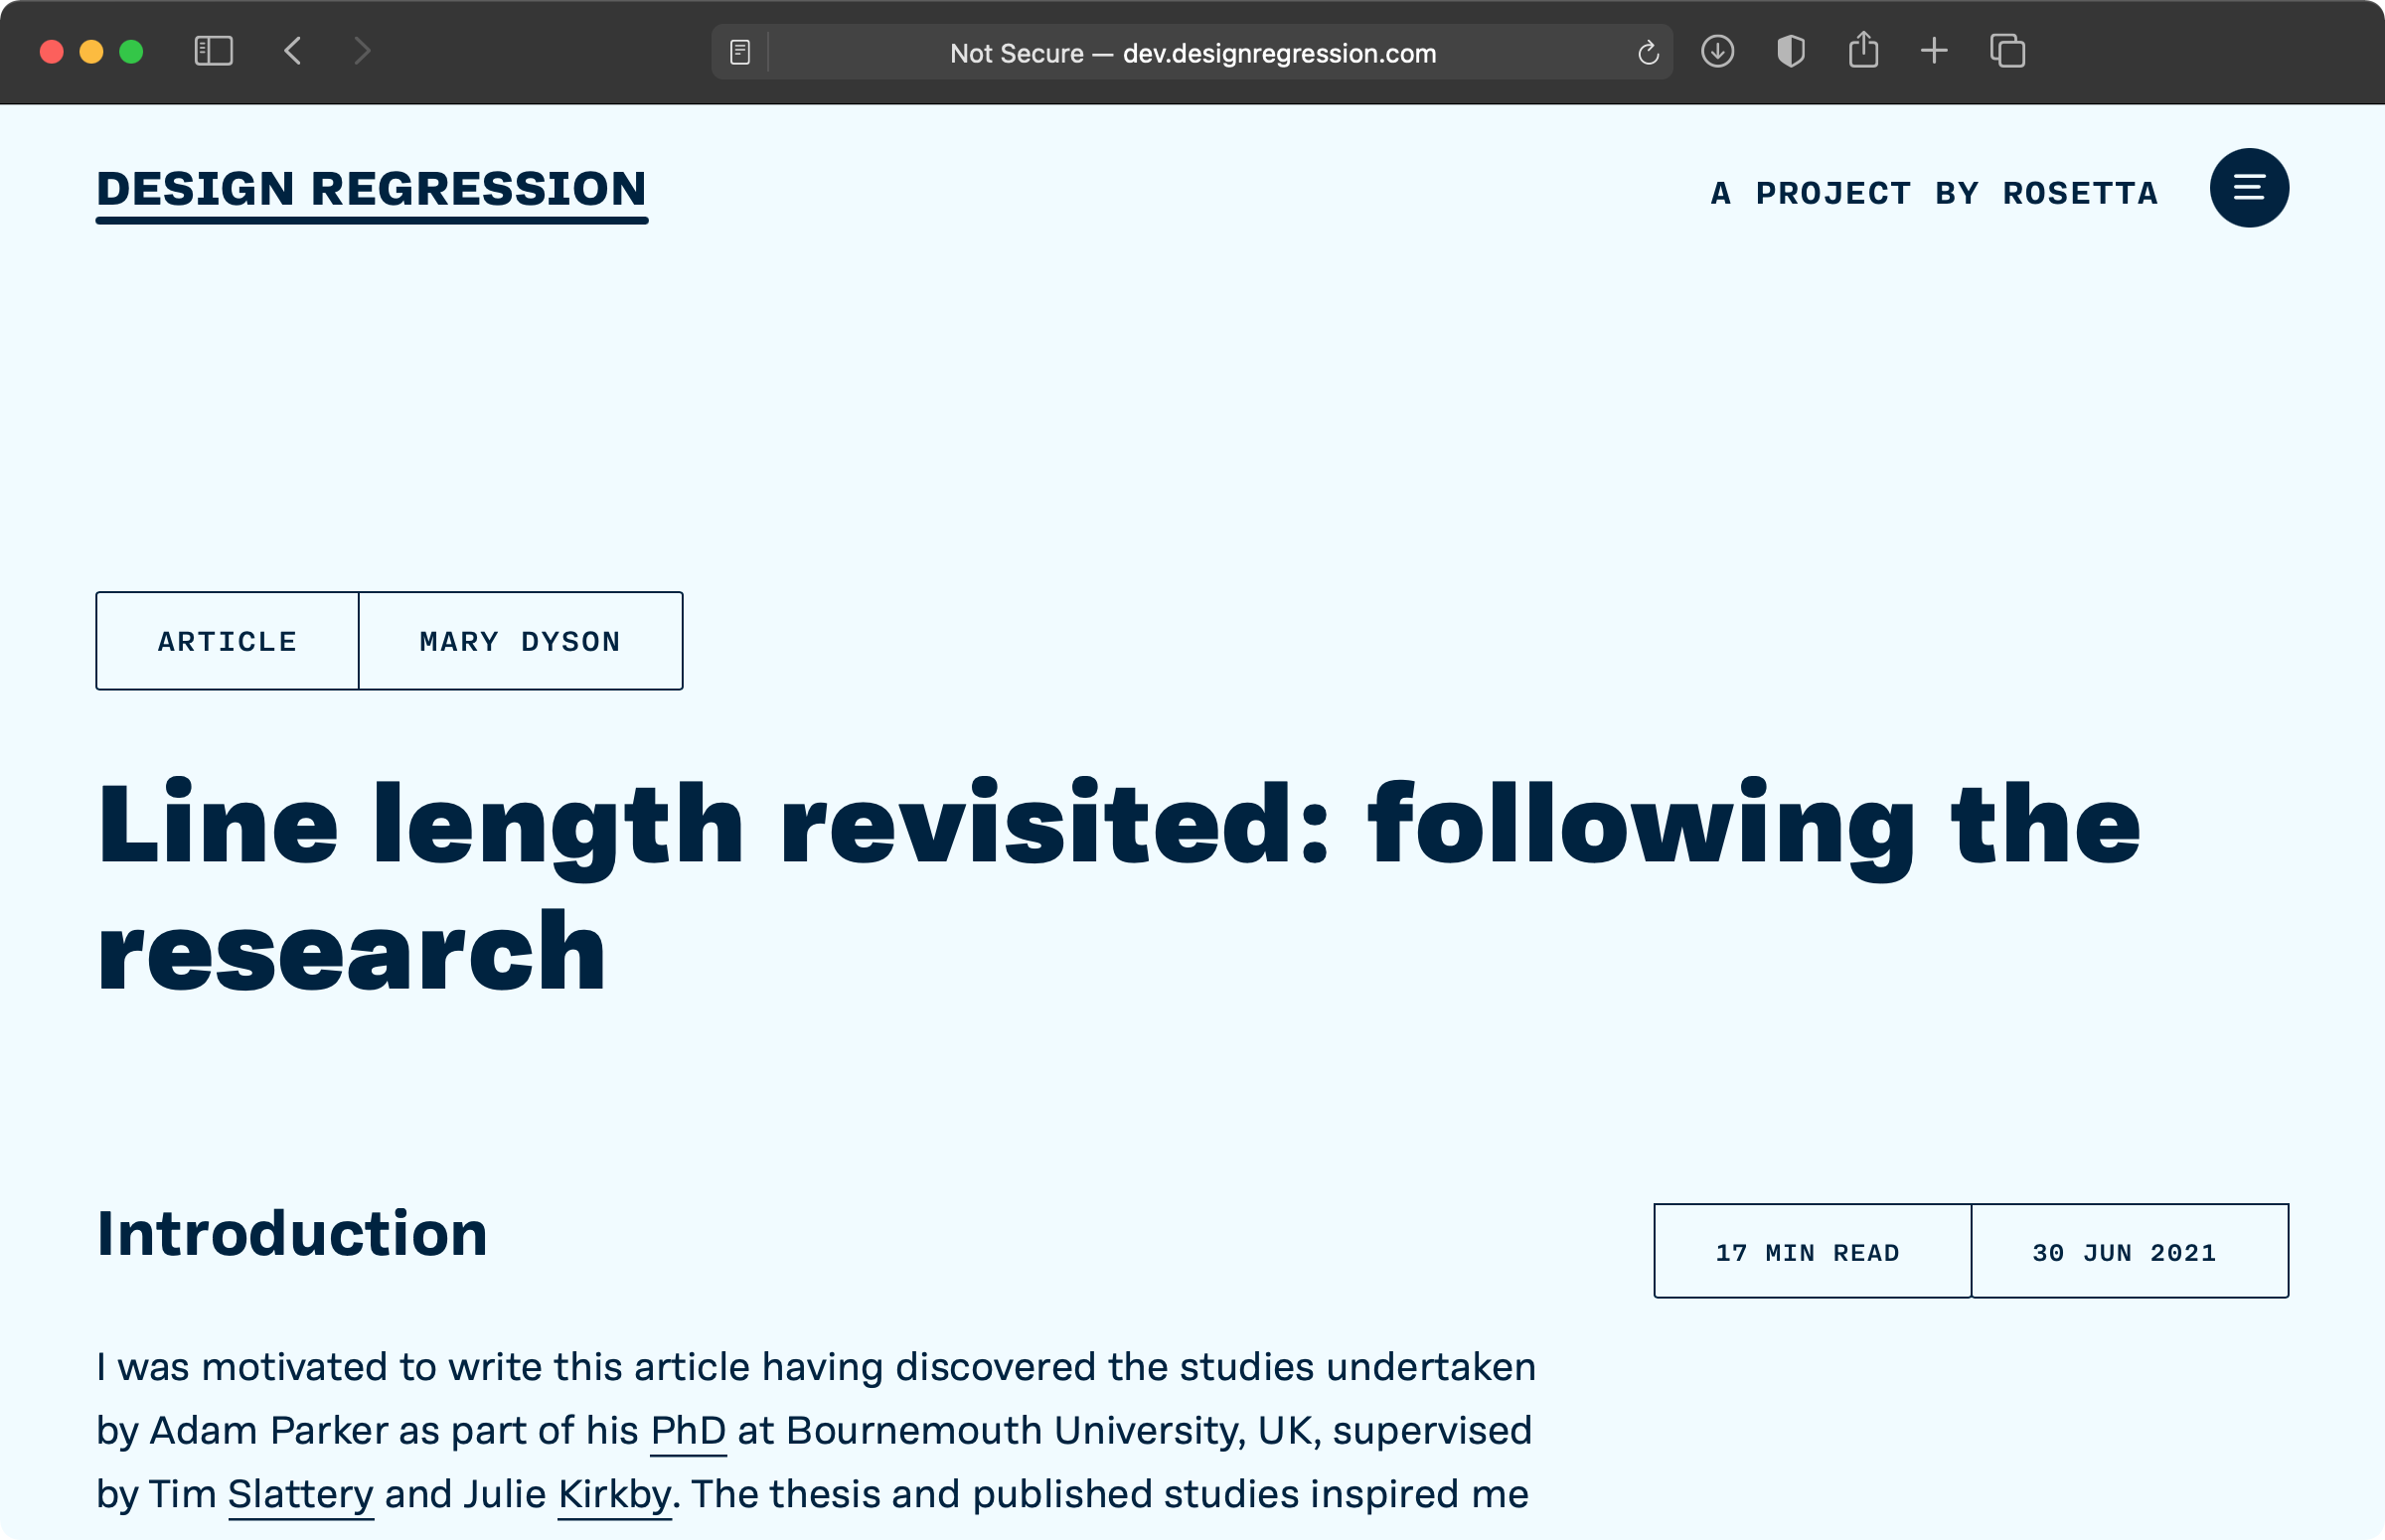 Not Secure — dev.designregression.com
DESIGN REGRESSION
A PROJECT BY ROSETTA
ARTICLE
MARY DYSON
Line length revisited: following the
research
Introduction
17 MIN READ
30 JUN 2021
I was motivated to write this article having discovered the studies undertaken
by Adam Parker as part of his PhD at Bournemouth University, UK, supervised
by Tim Slattery and Julie Kirkby. The thesis and published studies inspired me